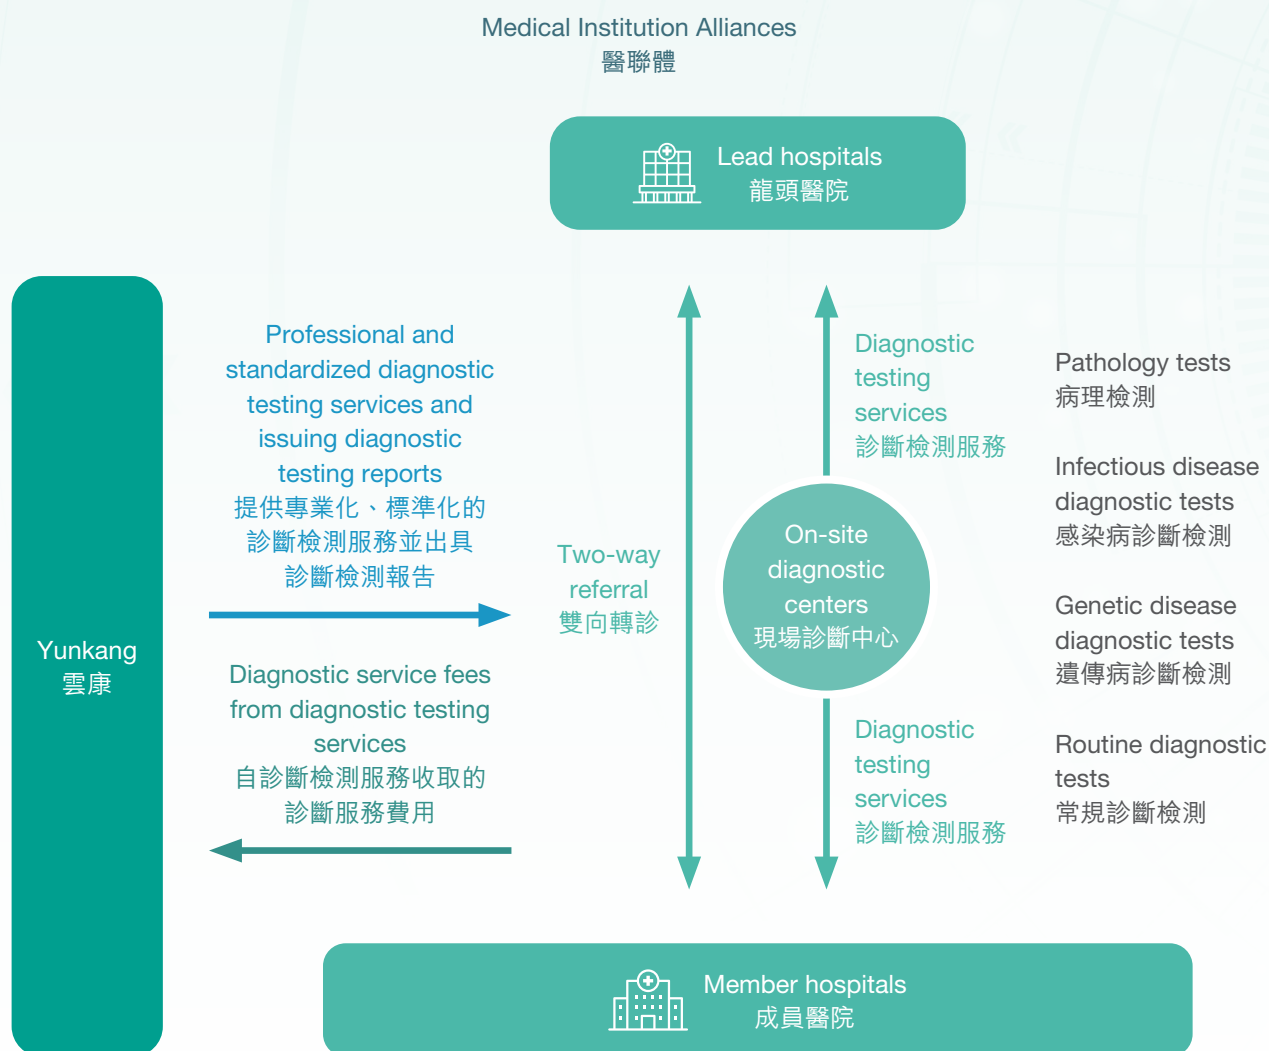 Medical Institution Alliances
醫聯體
Lead hospitals
龍頭醫院
Yunkang
雲康
Professional and
standardized diagnostic
testing services and
issuing diagnostic
testing reports
提供專業化、標準化的
診斷檢測服務並出具
診斷檢測報告
Diagnostic service fees
from diagnostic testing
services
自診斷檢測服務收取的
診斷服務費用
Two-way
referral
雙向轉診
Diagnostic
testing
services
診斷檢測服務
On-site
diagnostic
centers
現場診斷中心
Diagnostic
testing
services
診斷檢測服務
Pathology tests
病理檢測
Infectious disease
diagnostic tests
感染病診斷檢測
Genetic disease
diagnostic tests
遺傳病診斷檢測
Routine diagnostic
tests
常規診斷檢測
Member hospitals
成員醫院